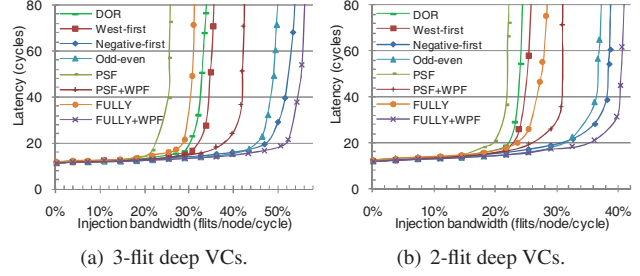 80
60
40
20
0
Latency (cycles)
DOR
West-first
Negative-first
Odd-even
PSF
PSF+WPF
FULLY
FULLY+WPF
0% 10% 20% 30% 40% 50%
Injection bandwidth (flits/node/cycle)
(a) 3-flit deep VCs.
80
60
40
20
0
Latency (cycles)
DOR
West-first
Negative-first
Odd-even
PSF
PSF+WPF
FULLY
FULLY+WPF
0% 10% 20% 30% 40%
Injection bandwidth (flits/node/cycle)
(b) 2-flit deep VCs.